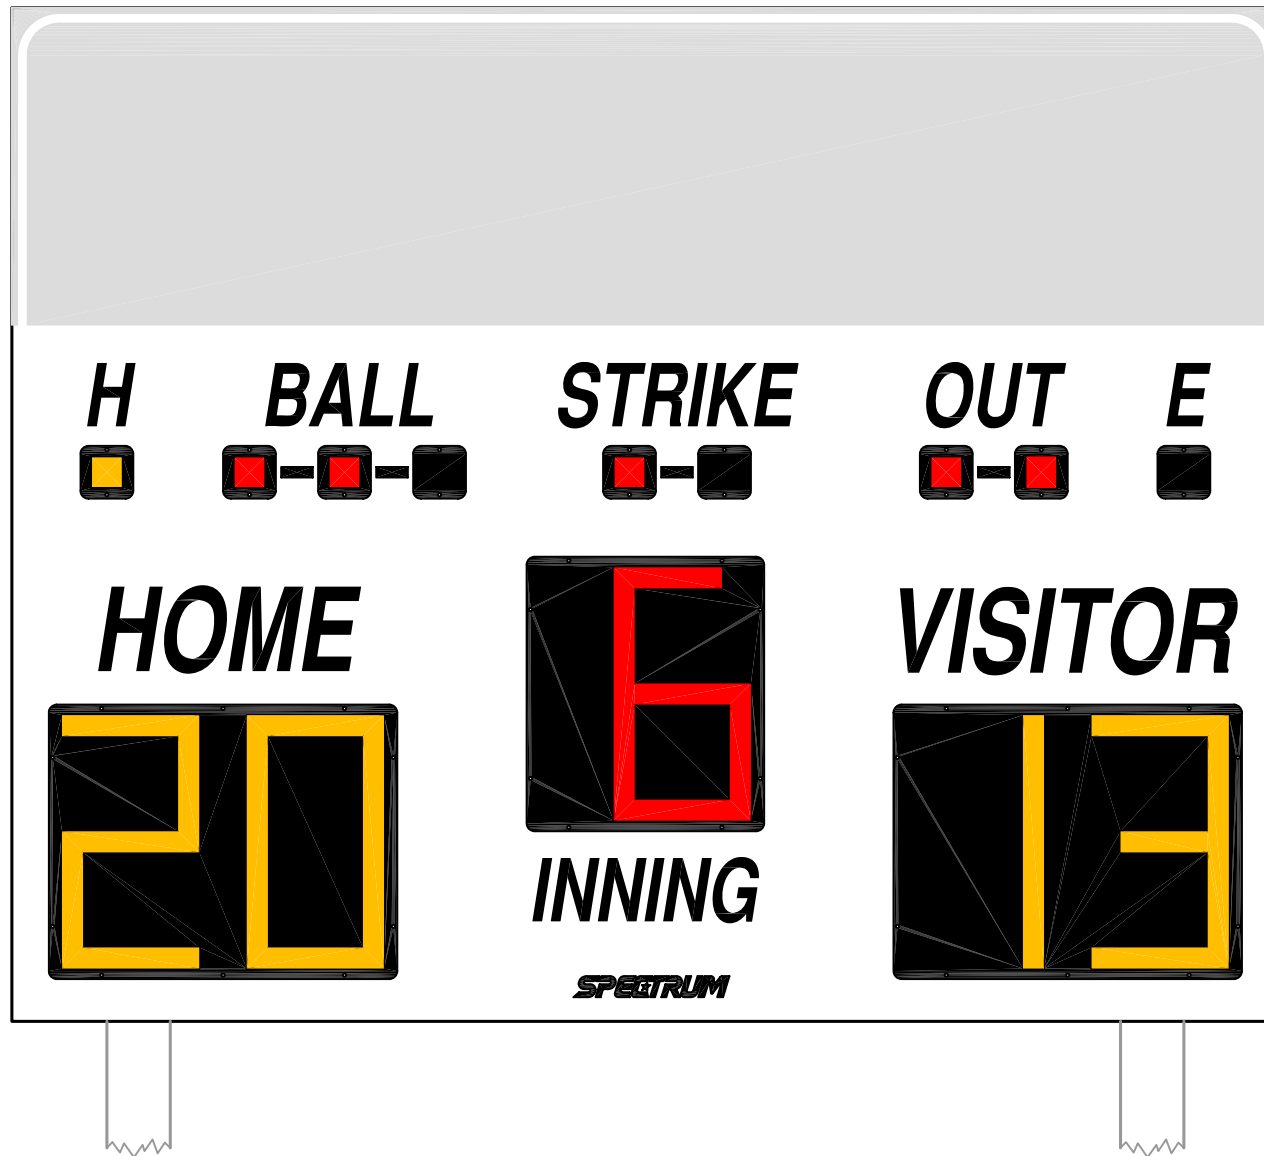 H BALL STRIKE OUT E
HOME 6 VISITOR
20 13
INNING
SPECTRUM